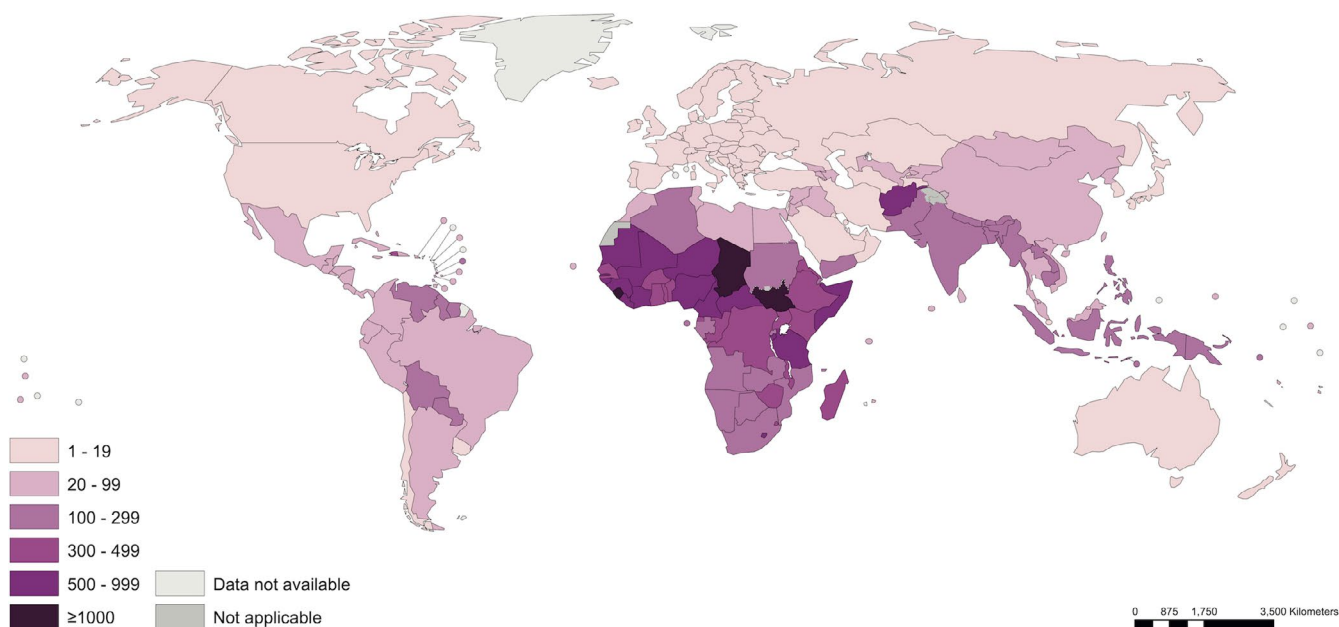 1 - 19
20 - 99
100 - 299
300 - 499
500 - 999
≥1000
Data not available
Not applicable
0 875 1,750 3,500 Kilometers